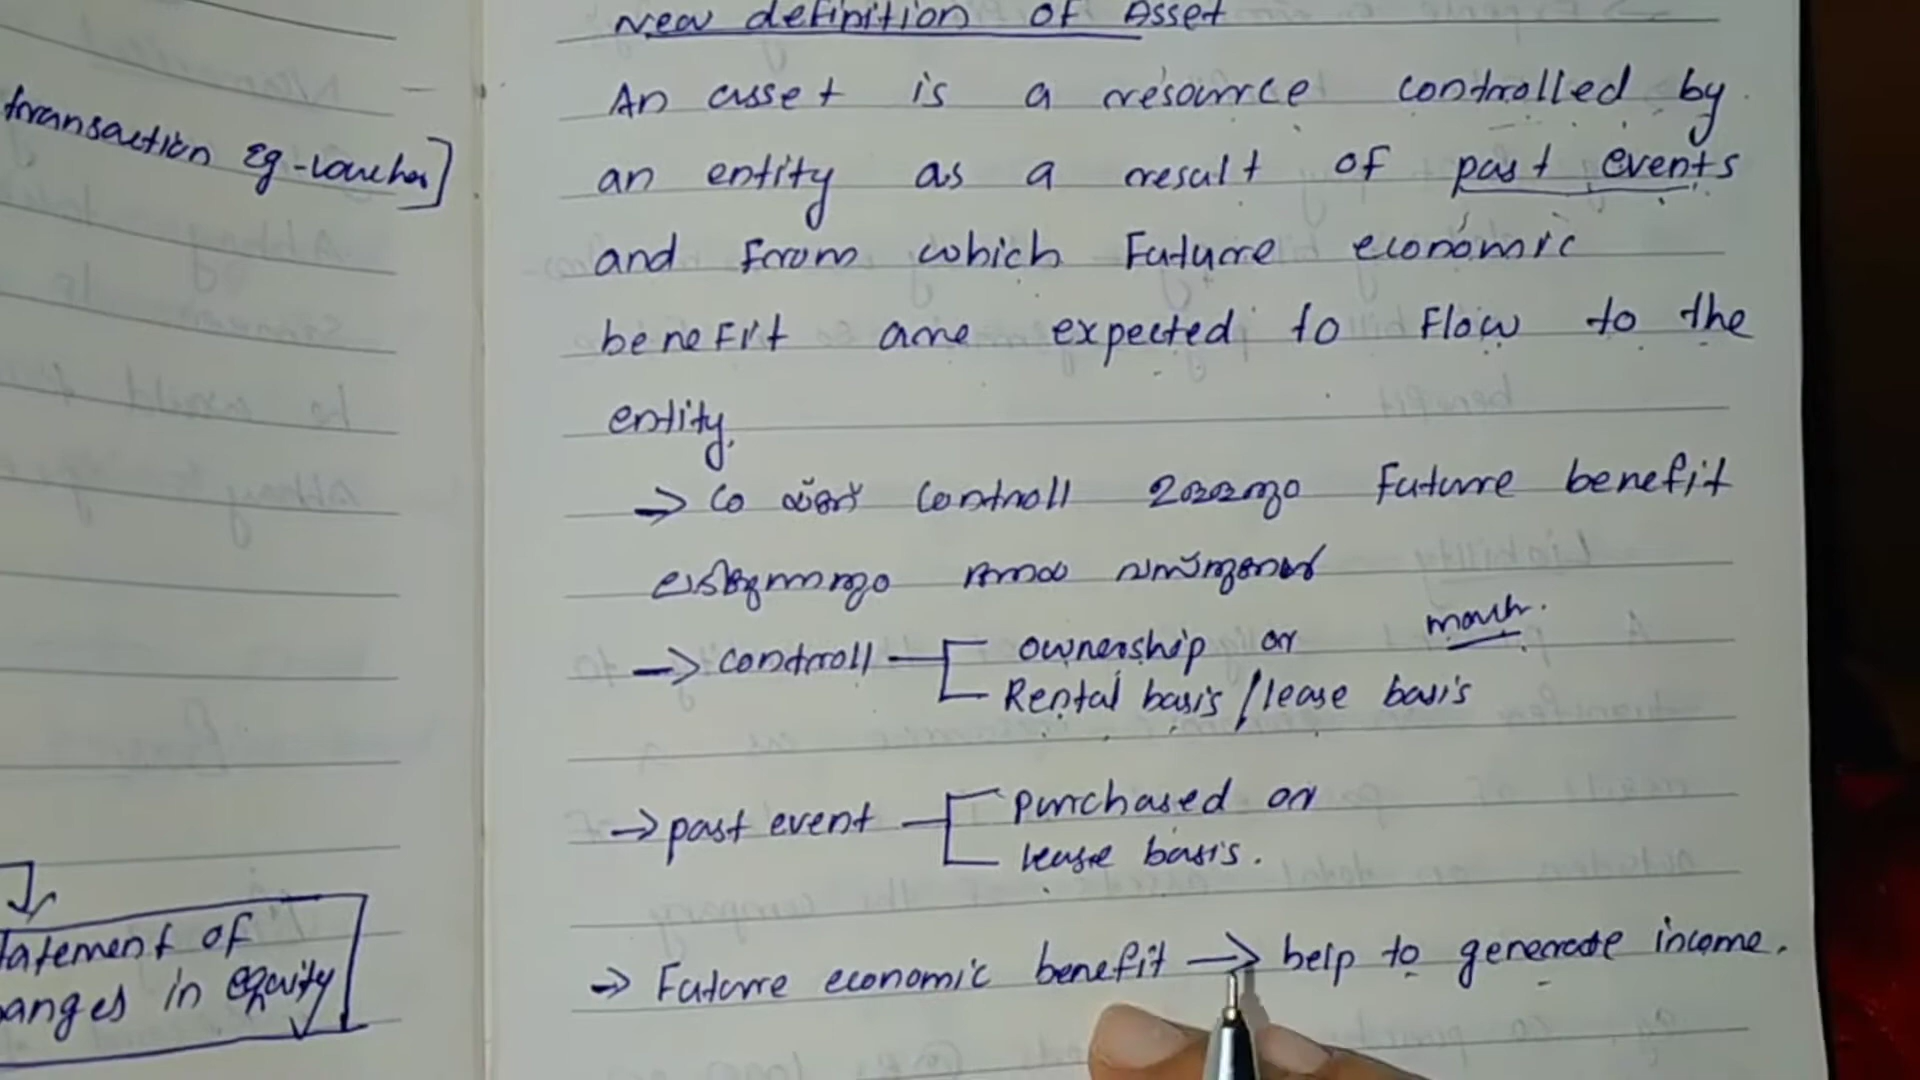 transaction Eg-voucher]
tatement of
anges in equity
New definition of Asset
An asset is a resource controlled by
an entity as a result of past events
and from which Future economic
benefit are expected to Flow to the
entity.
→ Co controll Future benefit
→ controll ownership or
Rental basis / lease basis
→ past event purchased or
lease basis.
→ Future economic benefit → help to generate income.